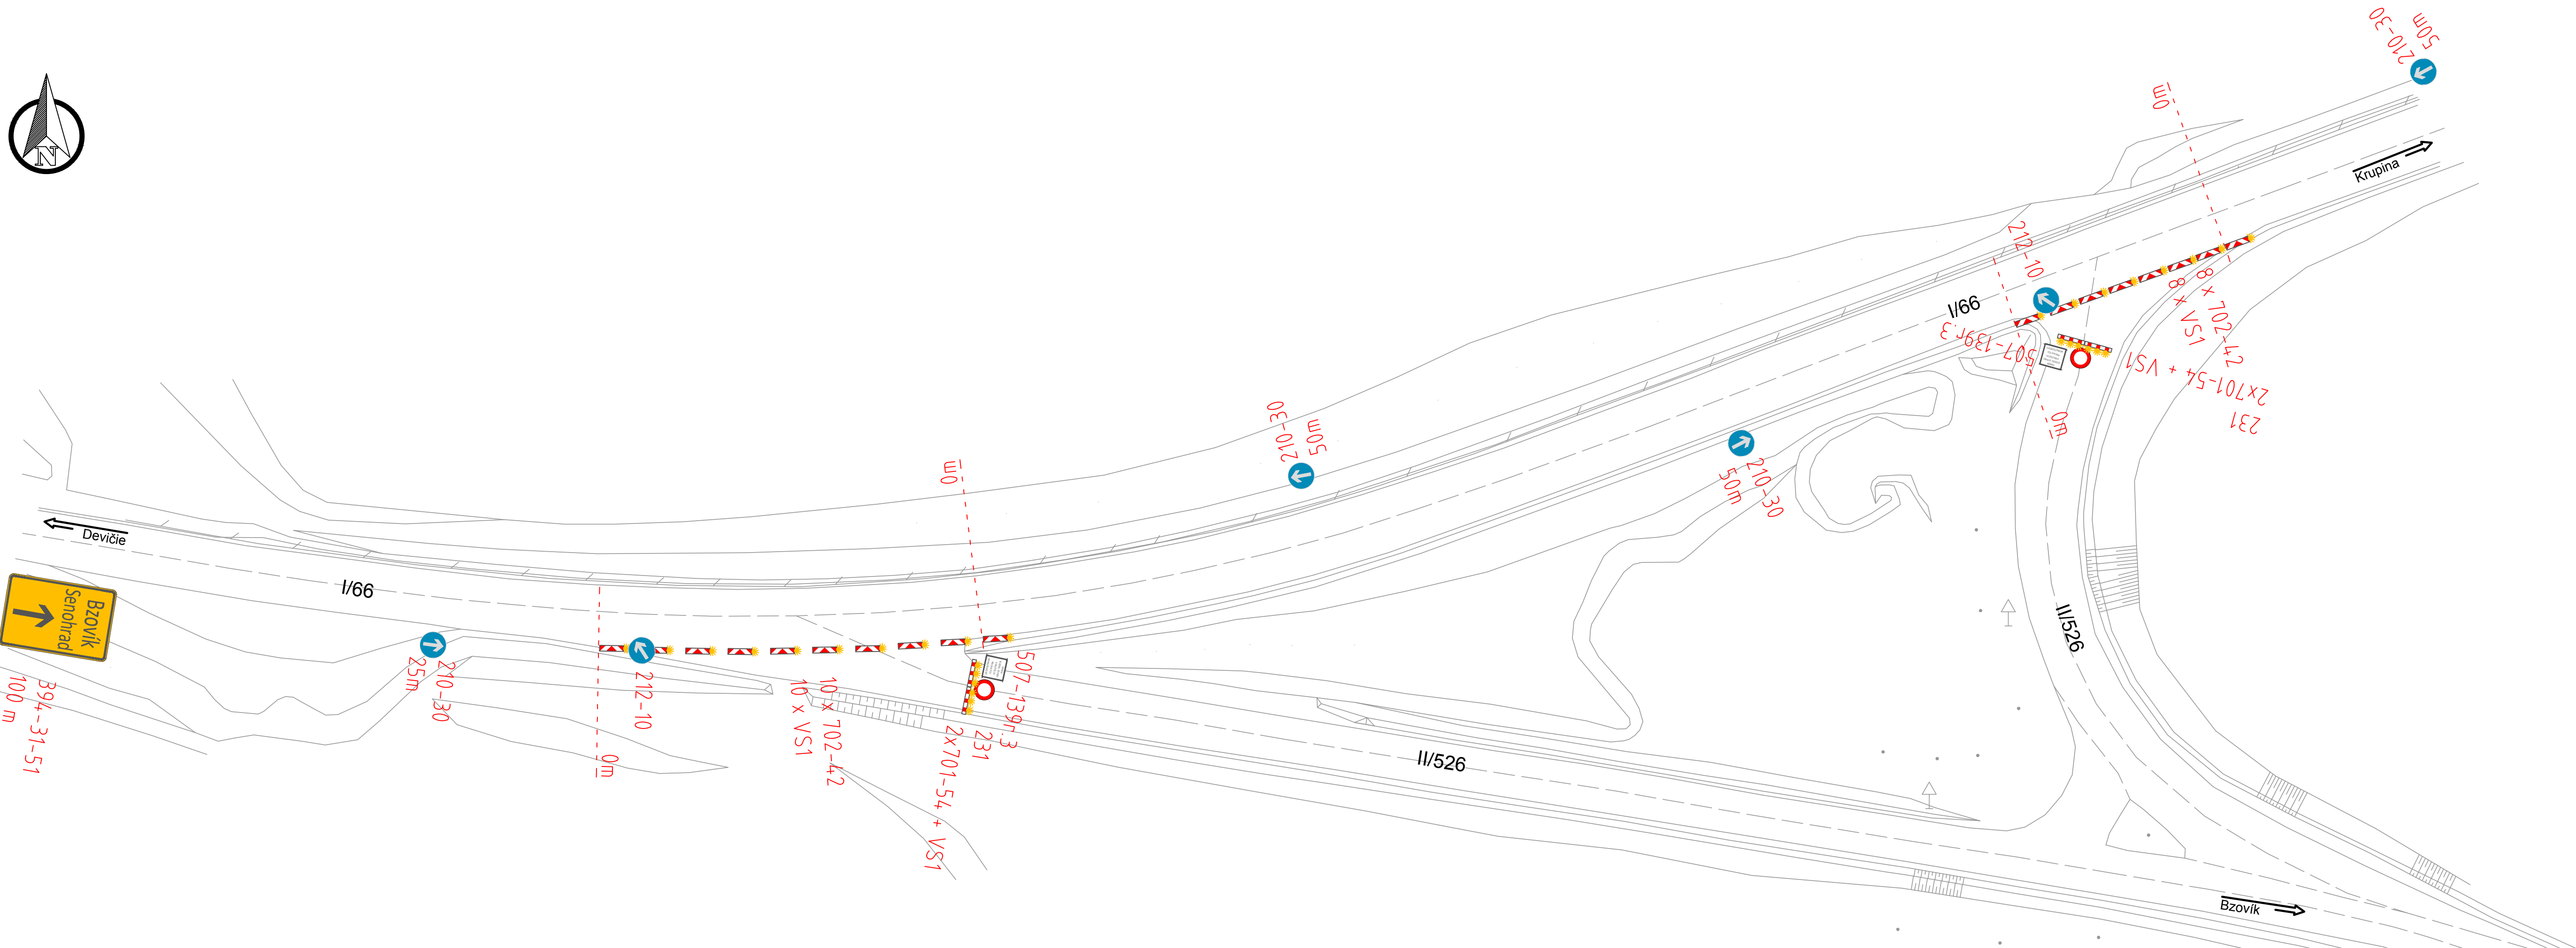 N
Devičie
I/66
Bzovík
Senohrad
394-31-51
100 m
210-30
25m
212-10
0m
10 x 702-42
10 x VS1
0m
507-139r.3
231
2x701-54 + VS1
210-30
50m
II/526
210-30
50m
I/66
212-10
507-139r.3
0m
0m
8 x 702-42
8 x VS1
2x701-54 + VS1
231
210-30
50m
Krupina
II/526
Bzovík